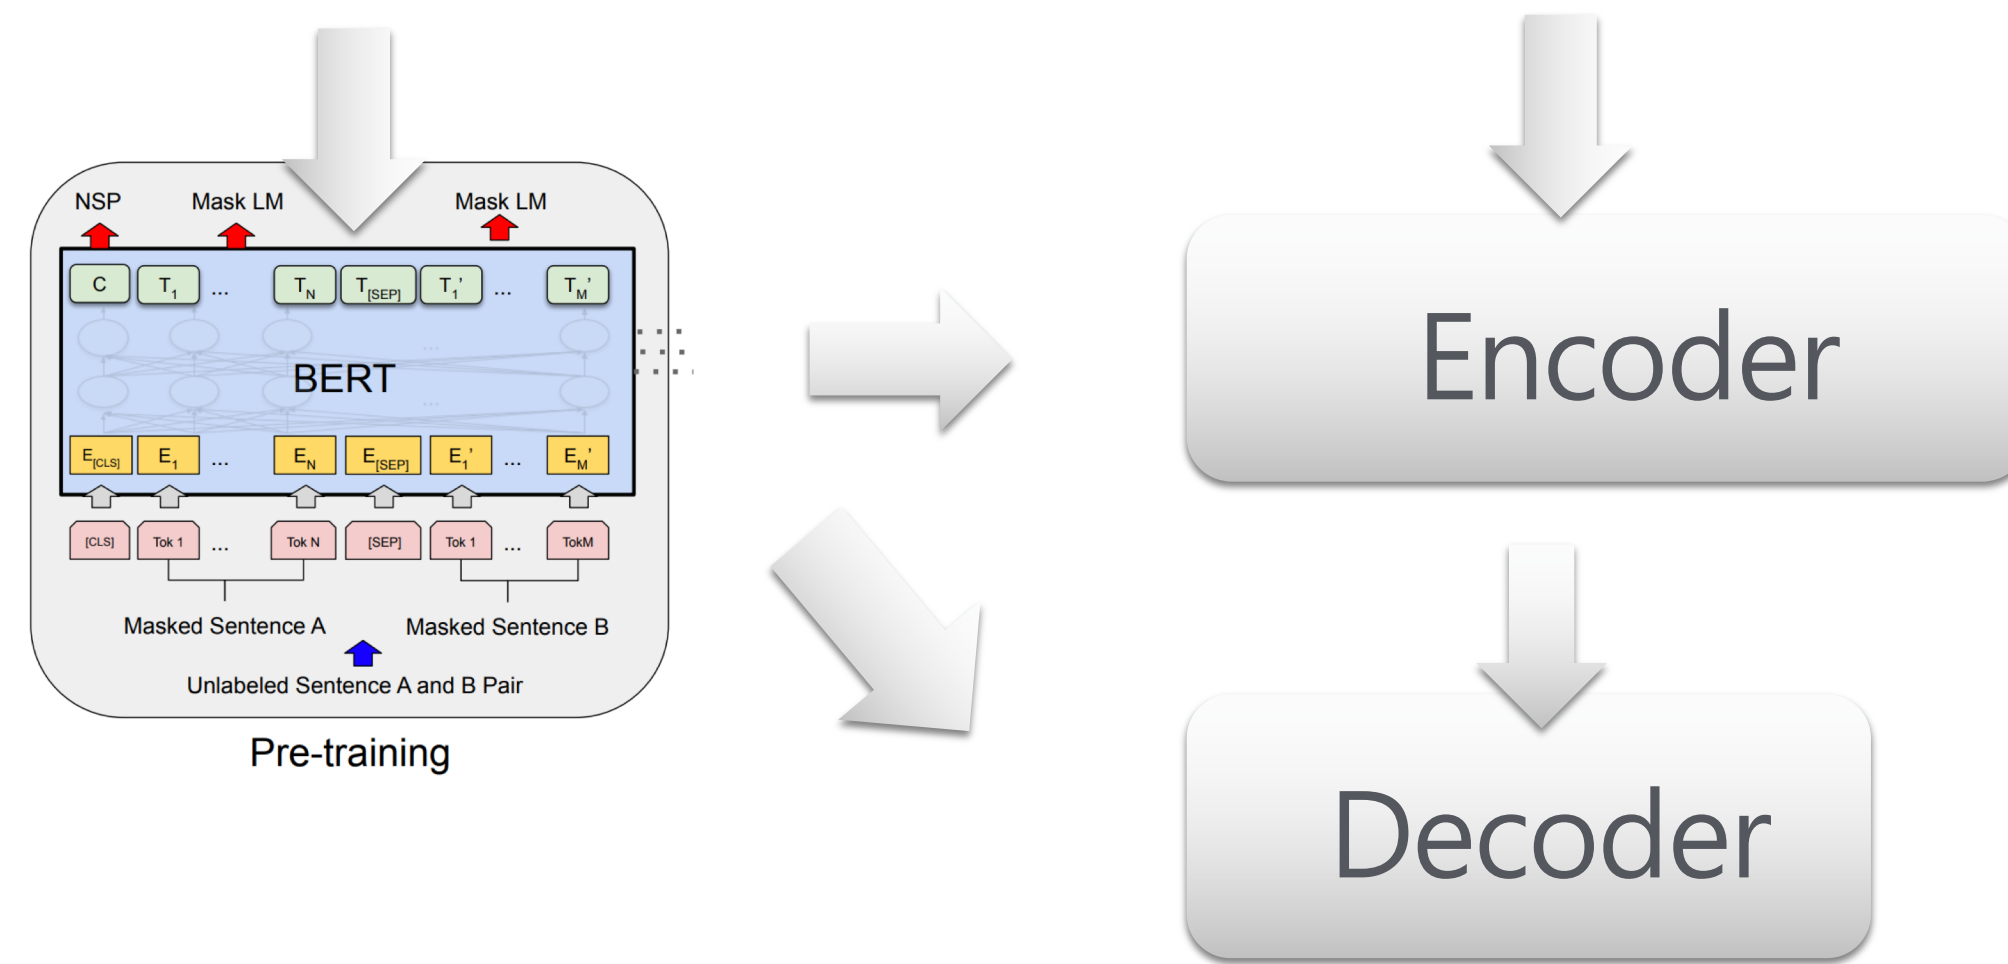 NSP Mask LM Mask LM
C T1 ... TN T[SEP] T1' ... TM'
...
BERT
...
E[CLS] E1 ... EN E[SEP] E1' ... EM'
[CLS] Tok 1 ... Tok N [SEP] Tok 1 ... TokM
Masked Sentence A Masked Sentence B
Unlabeled Sentence A and B Pair
Pre-training
Encoder
Decoder